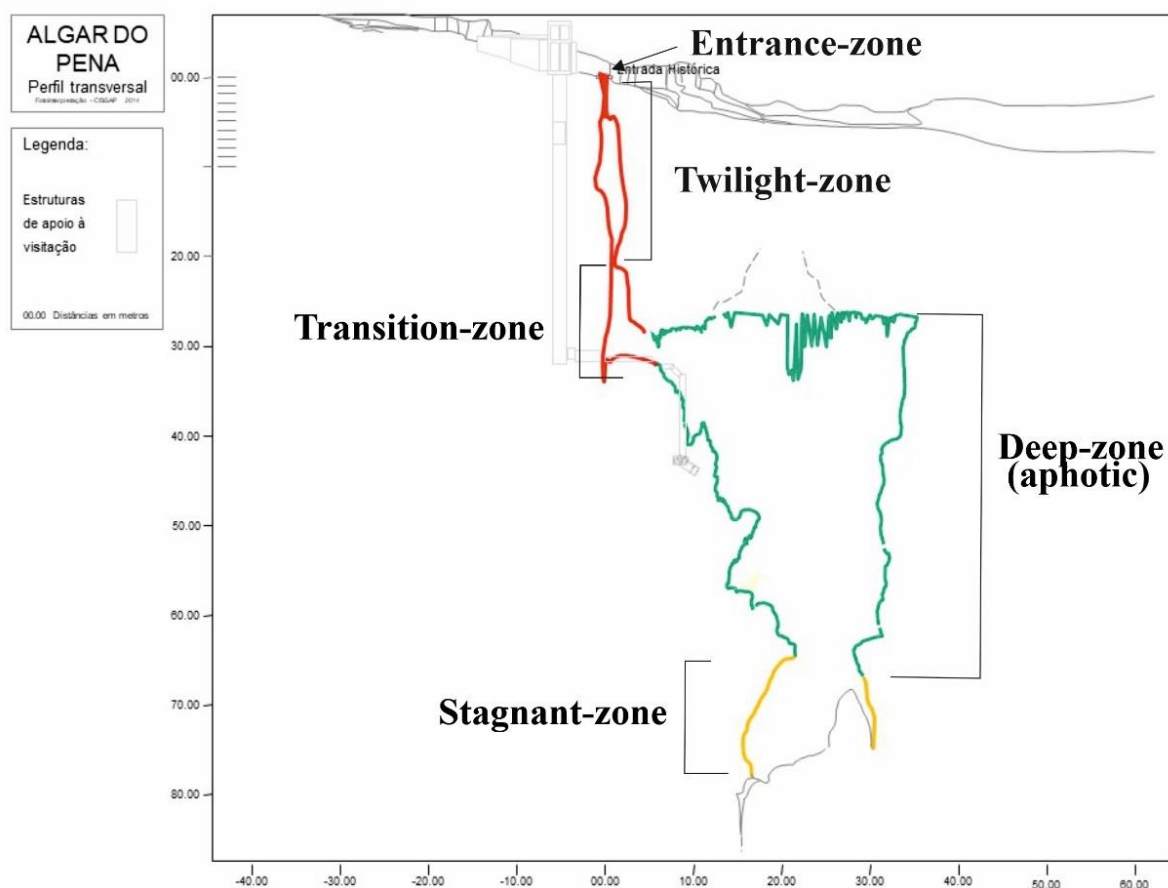 ALGAR DO
PENA
Perfil transversal
Fotointerpretação - CISGAP 2014
Legenda:
Estruturas
de apoio à
visitação
00.00 Distâncias em metros
Entrance-zone
Entrada Histórica
Twilight-zone
Transition-zone
Deep-zone
(aphotic)
Stagnant-zone
00.00
20.00
30.00
40.00
50.00
60.00
70.00
80.00
-40.00 -30.00 -20.00 -10.00 00.00 10.00 20.00 30.00 40.00 50.00 60.00